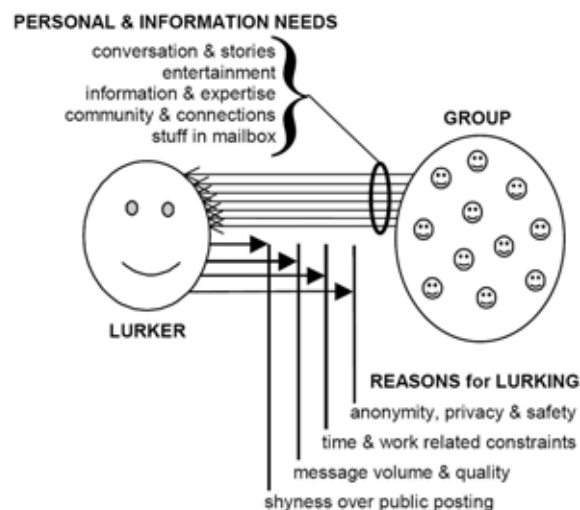 PERSONAL & INFORMATION NEEDS
conversation & stories
entertainment
information & expertise
community & connections
stuff in mailbox
GROUP
LURKER
REASONS for LURKING
anonymity, privacy & safety
time & work related constraints
message volume & quality
shyness over public posting